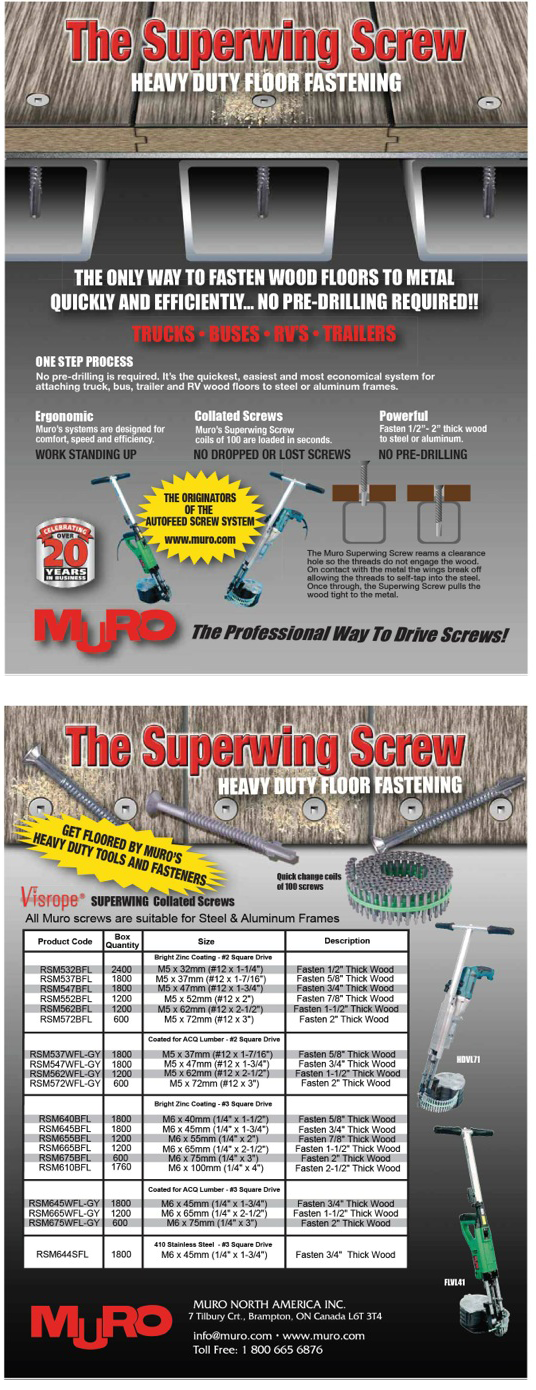 The Superwing Screw
HEAVY DUTY FLOOR FASTENING
THE ONLY WAY TO FASTEN WOOD FLOORS TO METAL
QUICKLY AND EFFICIENTLY... NO PRE-DRILLING REQUIRED!!
TRUCKS • BUSES • RV'S • TRAILERS
ONE STEP PROCESS
No pre-drilling is required. It's the quickest, easiest and most economical system for
attaching truck, bus, trailer and RV wood floors to steel or aluminum frames.
Ergonomic
Muro's systems are designed for
comfort, speed and efficiency.
WORK STANDING UP
Collated Screws
Muro's Superwing Screw
coils of 100 are loaded in seconds.
NO DROPPED OR LOST SCREWS
Powerful
Fasten 1/2"- 2" thick wood
to steel or aluminum.
NO PRE-DRILLING
THE ORIGINATORS
OF THE
AUTOFEED SCREW SYSTEM
www.muro.com
CELEBRATING
OVER
20
YEARS
IN BUSINESS
The Muro Superwing Screw reams a clearance
hole so the threads do not engage the wood.
On contact with the metal the wings break off
allowing the threads to self-tap into the steel.
Once through, the Superwing Screw pulls the
wood tight to the metal.
MURO
The Professional Way To Drive Screws!
The Superwing Screw
HEAVY DUTY FLOOR FASTENING
GET FLOORED BY MURO'S
HEAVY DUTY TOOLS AND FASTENERS
Quick change coils
of 100 screws
Visrope® SUPERWING Collated Screws
All Muro screws are suitable for Steel & Aluminum Frames
Product Code Box Quantity Size Description
Bright Zinc Coating - #2 Square Drive
RSM532BFL 2400 M5 x 32mm (#12 x 1-1/4") Fasten 1/2" Thick Wood
RSM537BFL 1800 M5 x 37mm (#12 x 1-7/16") Fasten 5/8" Thick Wood
RSM547BFL 1800 M5 x 47mm (#12 x 1-3/4") Fasten 3/4" Thick Wood
RSM552BFL 1200 M5 x 52mm (#12 x 2") Fasten 7/8" Thick Wood
RSM562BFL 1200 M5 x 62mm (#12 x 2-1/2") Fasten 1-1/2" Thick Wood
RSM572BFL 600 M5 x 72mm (#12 x 3") Fasten 2" Thick Wood
Coated for ACQ Lumber - #2 Square Drive
RSM537WFL-GY 1800 M5 x 37mm (#12 x 1-7/16") Fasten 5/8" Thick Wood
RSM547WFL-GY 1800 M5 x 47mm (#12 x 1-3/4") Fasten 3/4" Thick Wood
RSM562WFL-GY 1200 M5 x 62mm (#12 x 2-1/2") Fasten 1-1/2" Thick Wood
RSM572WFL-GY 600 M5 x 72mm (#12 x 3") Fasten 2" Thick Wood
Bright Zinc Coating - #3 Square Drive
RSM640BFL 1800 M6 x 40mm (1/4" x 1-1/2") Fasten 5/8" Thick Wood
RSM645BFL 1800 M6 x 45mm (1/4" x 1-3/4") Fasten 3/4" Thick Wood
RSM655BFL 1200 M6 x 55mm (1/4" x 2") Fasten 7/8" Thick Wood
RSM665BFL 1200 M6 x 65mm (1/4" x 2-1/2") Fasten 1-1/2" Thick Wood
RSM675BFL 600 M6 x 75mm (1/4" x 3") Fasten 2" Thick Wood
RSM610BFL 1760 M6 x 100mm (1/4" x 4") Fasten 2-1/2" Thick Wood
Coated for ACQ Lumber - #3 Square Drive
RSM645WFL-GY 1800 M6 x 45mm (1/4" x 1-3/4") Fasten 3/4" Thick Wood
RSM665WFL-GY 1200 M6 x 65mm (1/4" x 2-1/2") Fasten 1-1/2" Thick Wood
RSM675WFL-GY 600 M6 x 75mm (1/4" x 3") Fasten 2" Thick Wood
410 Stainless Steel - #3 Square Drive
RSM644SFL 1800 M6 x 45mm (1/4" x 1-3/4") Fasten 3/4" Thick Wood
HDVL71
FLVL41
MURO
MURO NORTH AMERICA INC.
7 Tilbury Crt., Brampton, ON Canada L6T 3T4
info@muro.com • www.muro.com
Toll Free: 1 800 665 6876